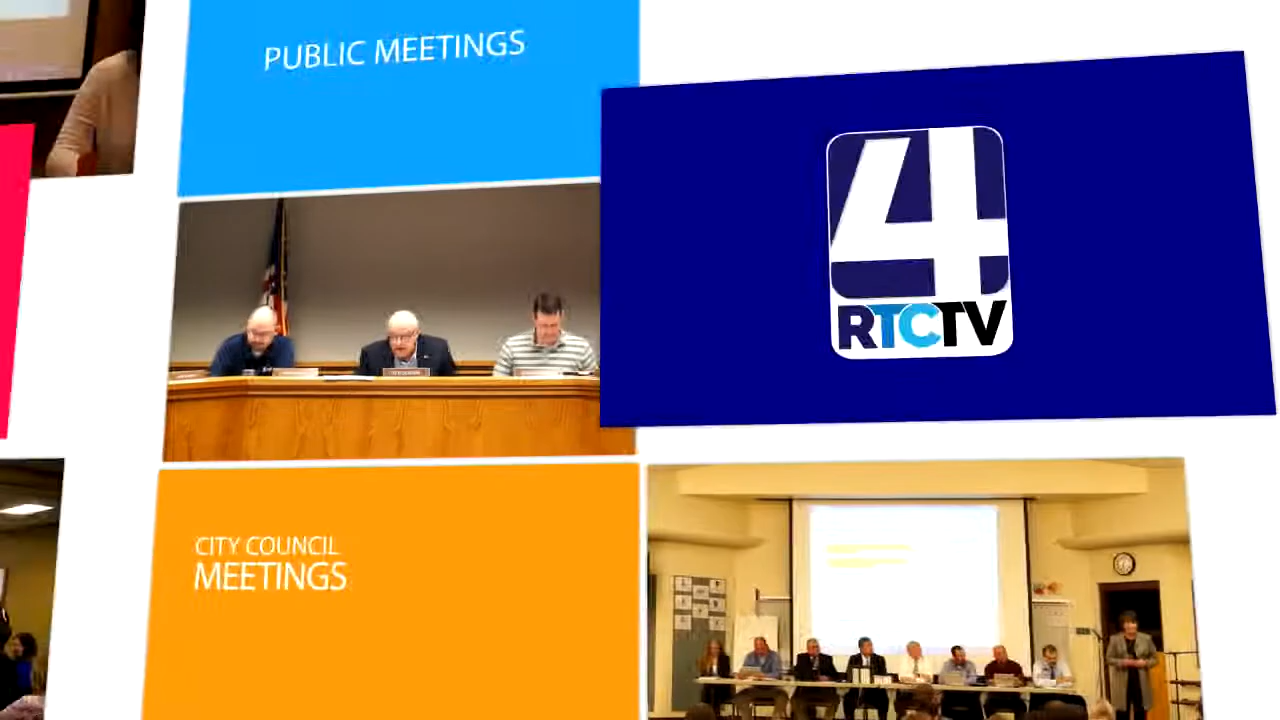 PUBLIC MEETINGS
4
RTCTV
CITY COUNCIL
MEETINGS